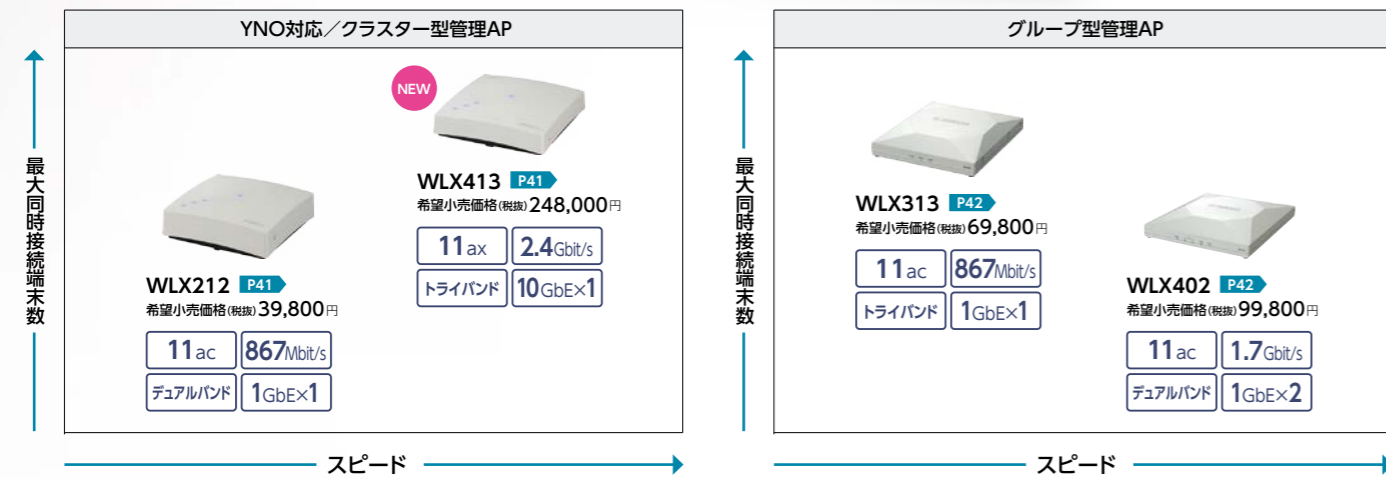 YNO対応／クラスター型管理AP
最大同時接続端末数
NEW
WLX413 P41
希望小売価格(税抜)248,000円
11ax 2.4Gbit/s
トライバンド 10GbE×1
WLX212 P41
希望小売価格(税抜)39,800円
11ac 867Mbit/s
デュアルバンド 1GbE×1
スピード
グループ型管理AP
最大同時接続端末数
WLX313 P42
希望小売価格(税抜)69,800円
11ac 867Mbit/s
トライバンド 1GbE×1
WLX402 P42
希望小売価格(税抜)99,800円
11ac 1.7Gbit/s
デュアルバンド 1GbE×2
スピード